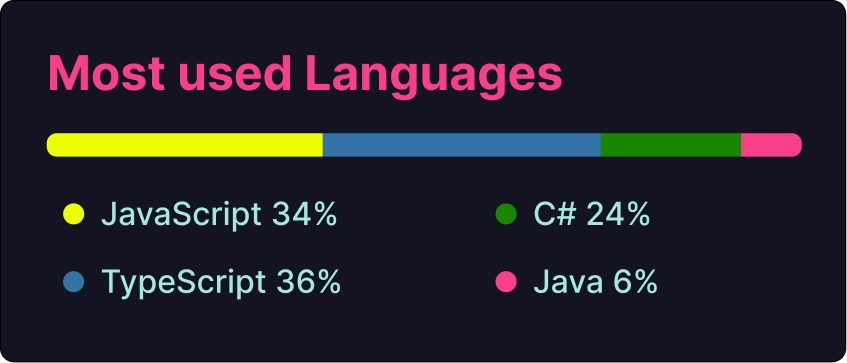 Most used Languages
JavaScript 34%
C# 24%
TypeScript 36%
Java 6%